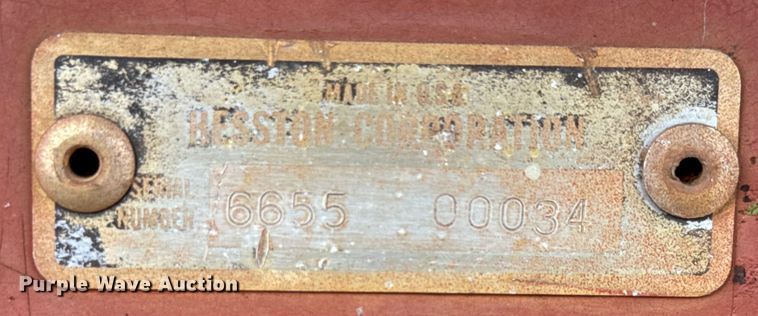 MADE IN U.S.A.
HESSTON CORPORATION
SERIAL NUMBER 6655 00034
Purple Wave Auction